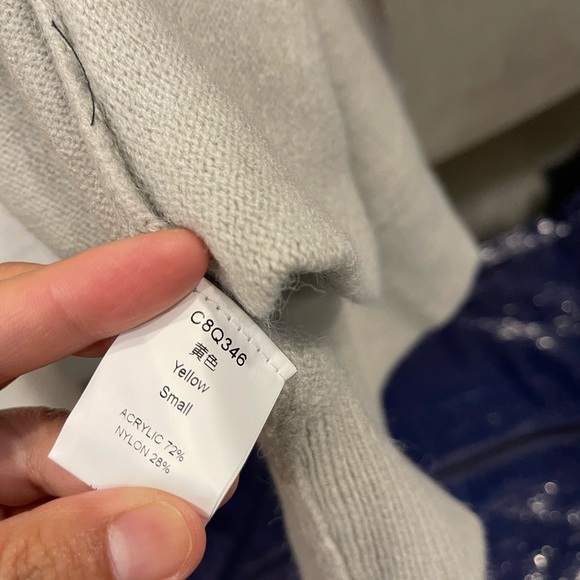 C8Q346
黄色
Yellow
Small
ACRYLIC 72%
NYLON 28%